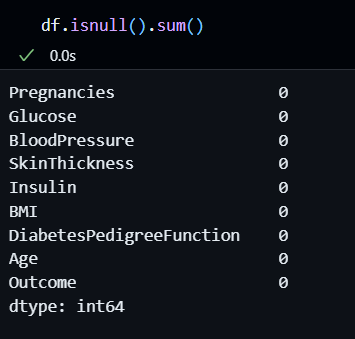 df.isnull().sum()
✓ 0.0s
Pregnancies 0
Glucose 0
BloodPressure 0
SkinThickness 0
Insulin 0
BMI 0
DiabetesPedigreeFunction 0
Age 0
Outcome 0
dtype: int64